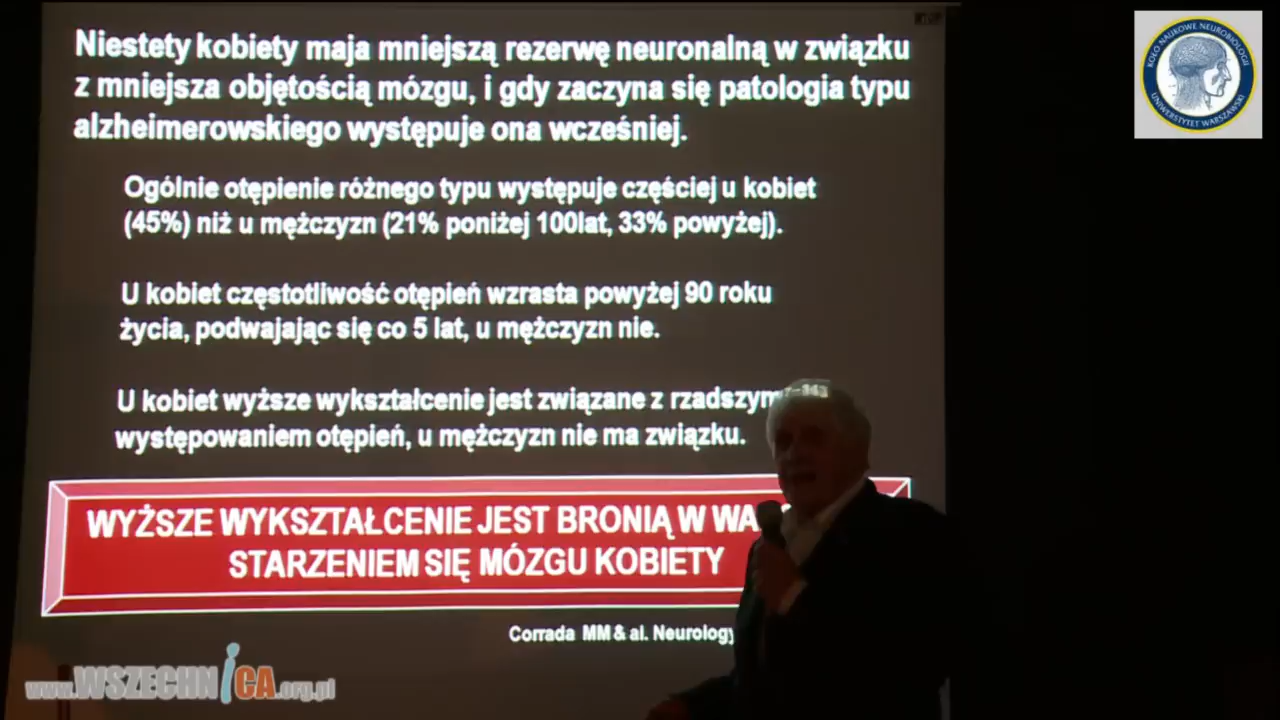 Niestety kobiety maja mniejszą rezerwę neuronalną w związku
z mniejsza objętością mózgu, i gdy zaczyna się patologia typu
alzheimerowskiego występuje ona wcześniej.
Ogólnie otępienie różnego typu występuje częściej u kobiet
(45%) niż u mężczyzn (21% poniżej 100lat, 33% powyżej).
U kobiet częstotliwość otępień wzrasta powyżej 90 roku
życia, podwajając się co 5 lat, u mężczyzn nie.
U kobiet wyższe wykształcenie jest związane z rzadszym
występowaniem otępień, u mężczyzn nie ma związku.
WYŻSZE WYKSZTAŁCENIE JEST BRONIĄ W
STARZENIEM SIĘ MÓZGU KOBIETY
Corrada MM & al. Neurology
www.WSZECHNICA.org.pl
KOŁO NAUKOWE NEUROBIOLOGII
UNIWERSYTET WARSZAWSKI